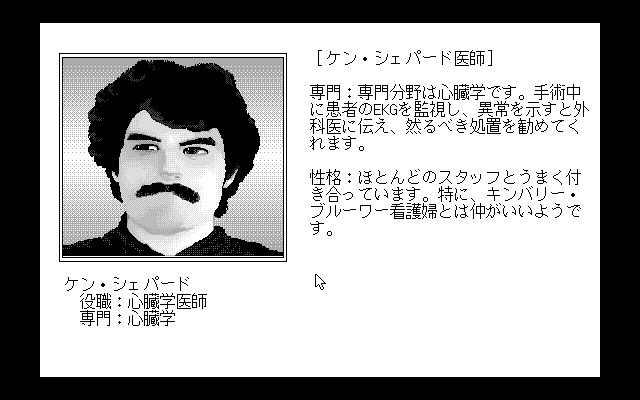 [ケン・シェパード医師]
専門：専門分野は心臓学です。手術中
に患者のEKGを監視し、異常を示すと外
科医に伝え、然るべき処置を勧めてく
れます。
性格：ほとんどのスタッフとうまく付
き合っています。特に、キンバリー・
ブルーワー看護婦とは仲がいいようで
す。
ケン・シェパード
役職：心臓学医師
専門：心臓学